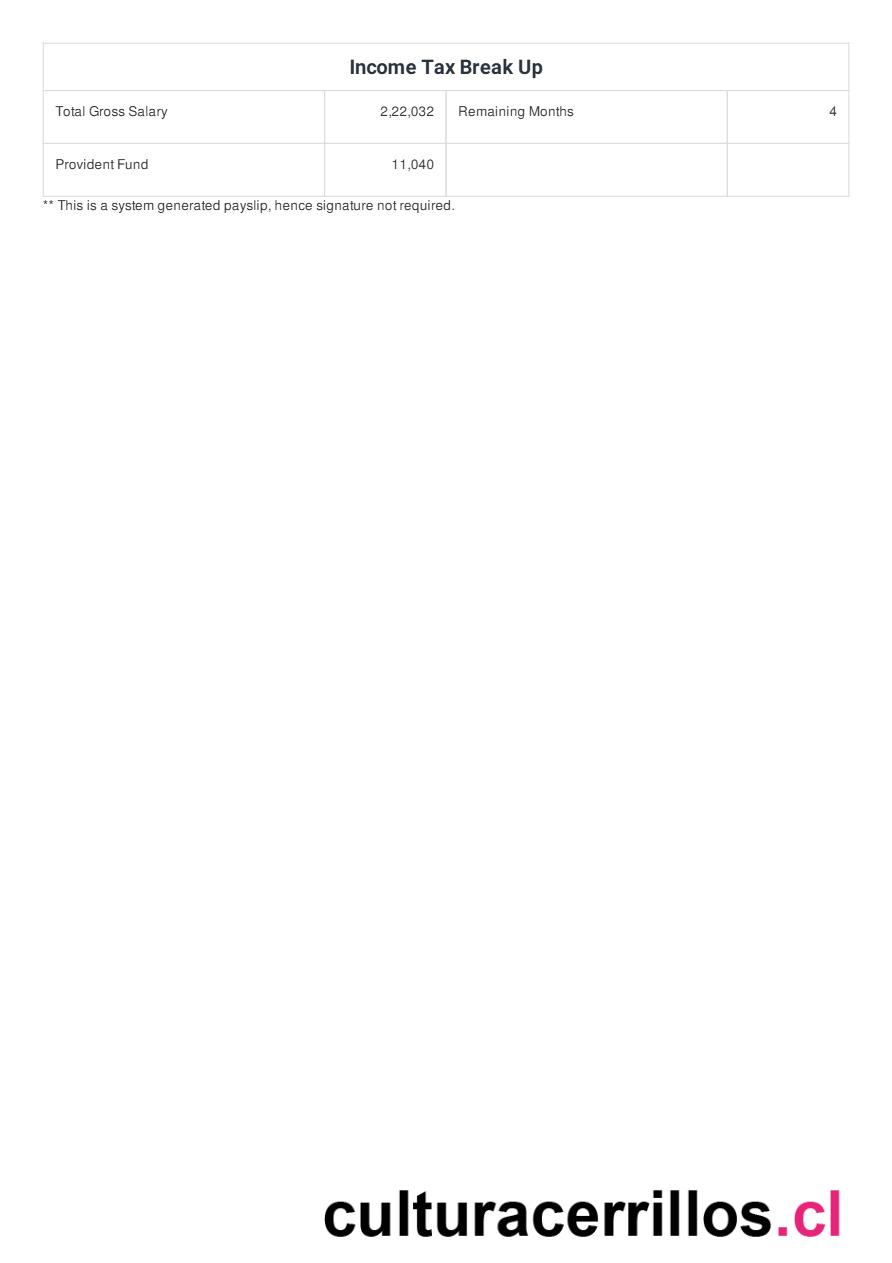 Income Tax Break Up
Total Gross Salary 2,22,032 Remaining Months 4
Provident Fund 11,040
** This is a system generated payslip, hence signature not required.
culturacerrillos.cl